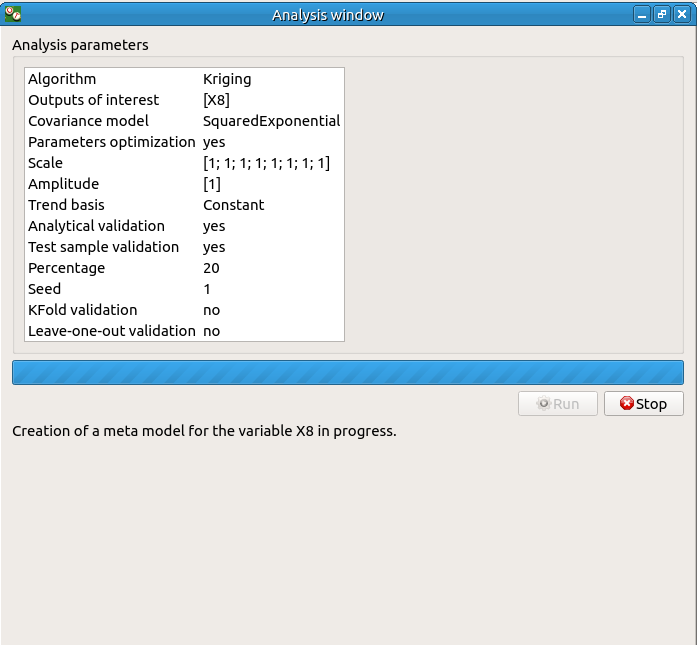 Analysis window
Analysis parameters
Algorithm Kriging
Outputs of interest [X8]
Covariance model SquaredExponential
Parameters optimization yes
Scale [1; 1; 1; 1; 1; 1; 1; 1]
Amplitude [1]
Trend basis Constant
Analytical validation yes
Test sample validation yes
Percentage 20
Seed 1
KFold validation no
Leave-one-out validation no
Run Stop
Creation of a meta model for the variable X8 in progress.